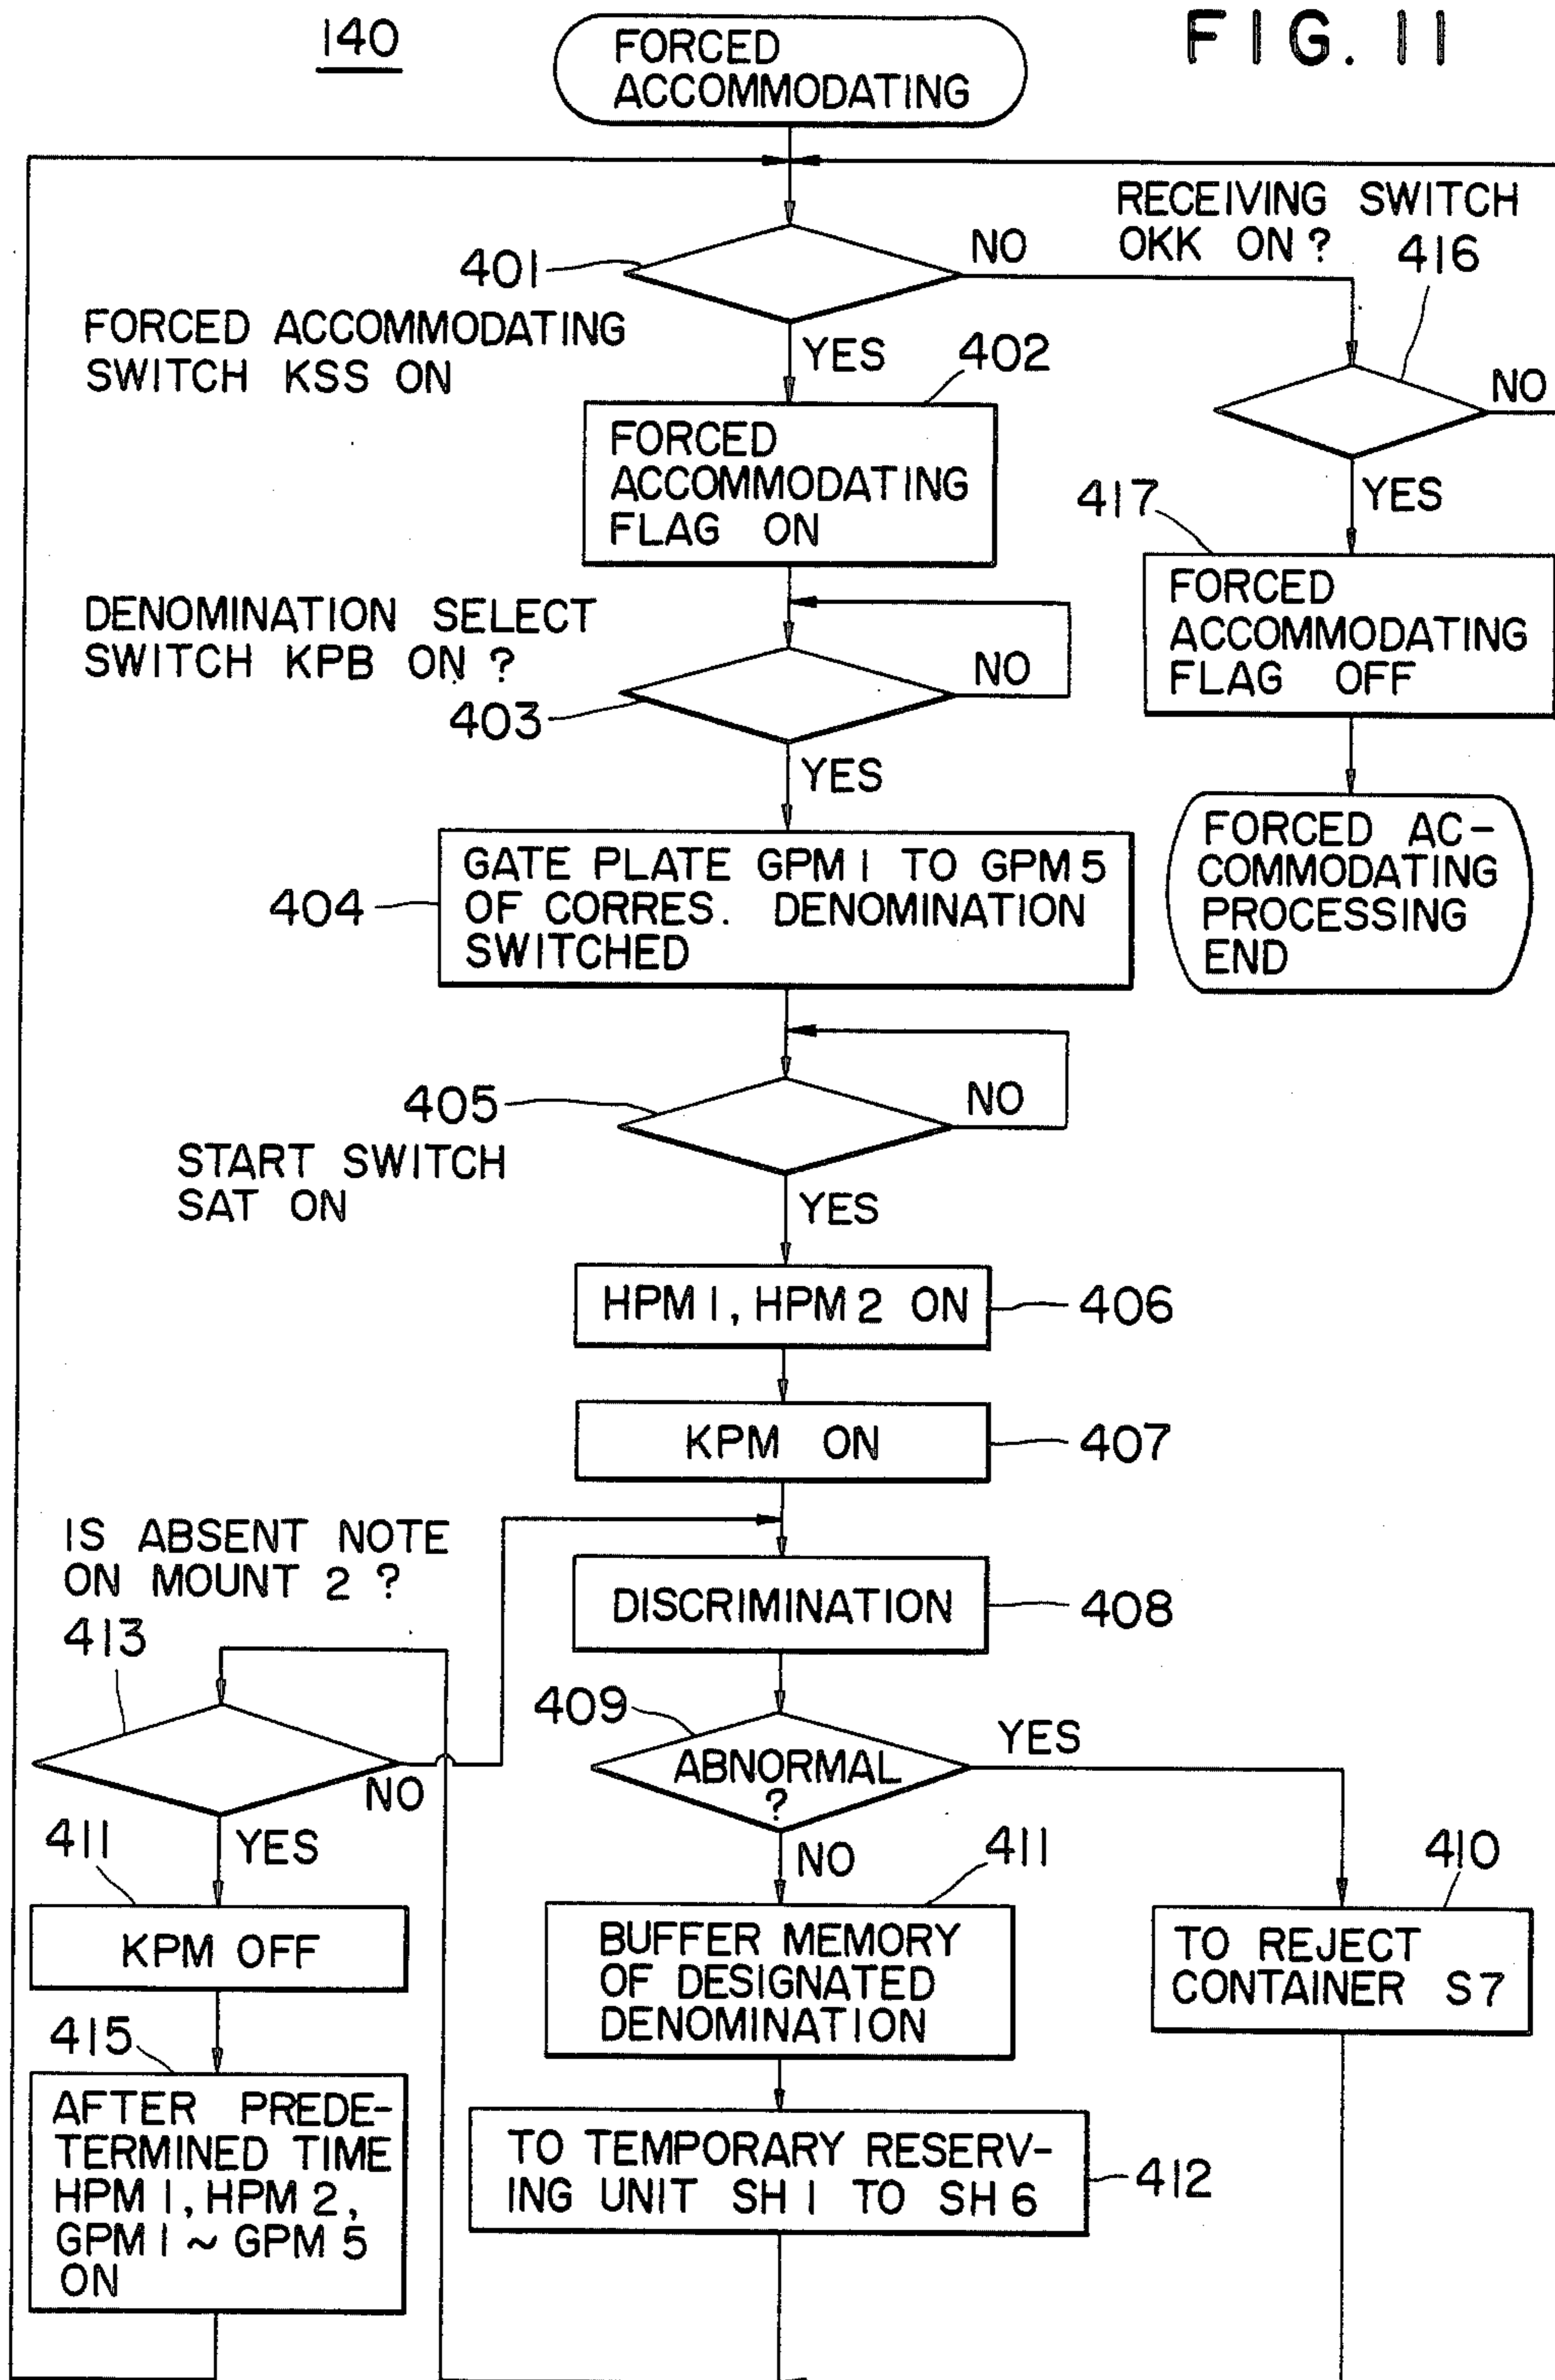 140
FORCED
ACCOMMODATING
FIG. 11
RECEIVING SWITCH
OKK ON ?
416
401
NO
FORCED ACCOMMODATING
SWITCH KSS ON
YES
402
NO
FORCED
ACCOMMODATING
FLAG ON
417
YES
DENOMINATION SELECT
SWITCH KPB ON ?
403
NO
FORCED
ACCOMMODATING
FLAG OFF
YES
404
GATE PLATE GPM 1 TO GPM 5
OF CORRES. DENOMINATION
SWITCHED
FORCED AC-
COMMODATING
PROCESSING
END
405
NO
START SWITCH
SAT ON
YES
HPM 1, HPM 2 ON
406
KPM ON
407
IS ABSENT NOTE
ON MOUNT 2 ?
413
DISCRIMINATION
408
409
ABNORMAL
?
YES
NO
411
YES
NO
411
410
KPM OFF
BUFFER MEMORY
OF DESIGNATED
DENOMINATION
TO REJECT
CONTAINER S7
415
AFTER PREDE-
TERMINED TIME
HPM 1, HPM 2,
GPM 1 ~ GPM 5
ON
TO TEMPORARY RESERV-
ING UNIT SH 1 TO SH 6
412